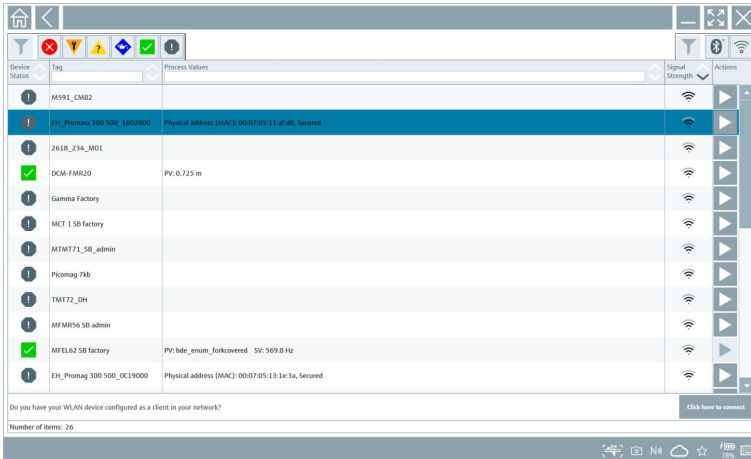 Device Status
Tag
Process Values
Signal Strength
Actions
M591_CM82
EH_Promass 300 500_1002000 Physical address (MAC): 00:07:05:11:af:d0, Secured
2618_234_M01
DCM-FMR20 PV: 0.725 m
Gamma Factory
MCT 1 SB factory
MTMT71_SB_admin
Picomag 7kb
TMT72_DH
MFMR56 SB admin
MFEL62 SB factory PV: bde_enum_forkcovered SV: 569.8 Hz
EH_Promag 300 500_0C19000 Physical address (MAC): 00:07:05:13:1e:3a, Secured
Do you have your WLAN device configured as a client in your network? Click here to connect
Number of items: 26
78%